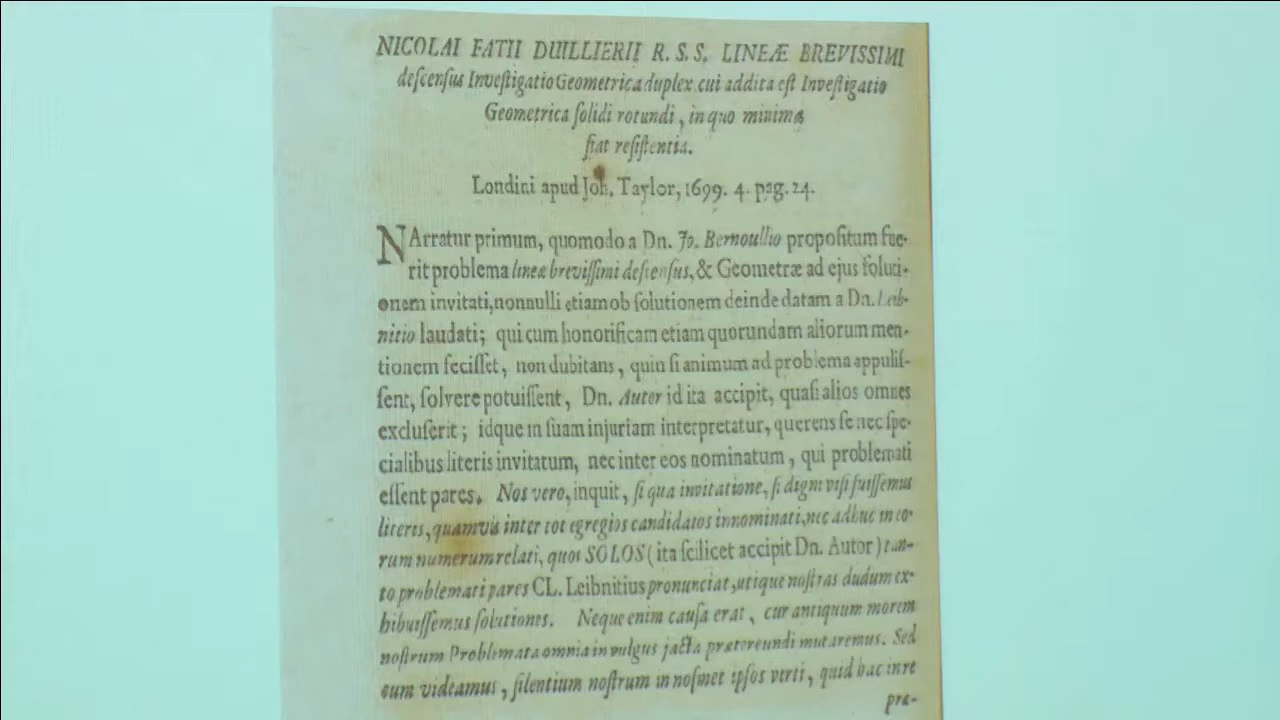 NICOLAI FATII DUILLIERII R. S. S. LINEÆ BREVISSIMI
deſcenſus Inveſtigatio Geometrica duplex cui addita eſt Inveſtigatio
Geometrica ſolidi rotundi, in quo minima
fiat reſiſtentia.
Londini apud Joh. Taylor, 1699. 4. pag. 24.
NArratur primum, quomodo a Dn. Jo. Bernoullio propoſitum fue-
rit problema lineæ breviſſimi deſcenſus, & Geometræ ad ejus ſoluti-
onem invitati, nonnulli etiam ob ſolutionem deinde datam a Dn. Leib-
nitio laudati; qui cum honorificam etiam quorundam aliorum men-
tionem feciſſet, non dubitans, quin ſi animum ad problema appuliſ-
ſent, ſolvere potuiſſent, Dn. Autor id ita accipit, quaſi alios omnes
excluſerit; idque in ſuam injuriam interpretatur, querens ſe nec ſpe-
cialibus literis invitatum, nec inter eos nominatum, qui problemati
eſſent pares. Nos vero, inquit, ſi qua invitatione, ſi digni viſi fuiſſemus
literis, quamvis inter tot egregios candidatos innominati, nec adhuc in eo-
rum numerum relati, quos SOLOS (ita ſcilicet accipit Dn. Autor) tan-
to problemati pares CL. Leibnitius pronunciat, utique noſtras dudum ex-
hibuiſſemus ſolutiones. Neque enim cauſa erat, cur antiquum morem
noſtrum Problemata omnia in vulgus jacta prætereundi mutaremus. Sed
cum videamus, ſilentium noſtrum in noſmet ipſos verti, quid hac in re
præ-